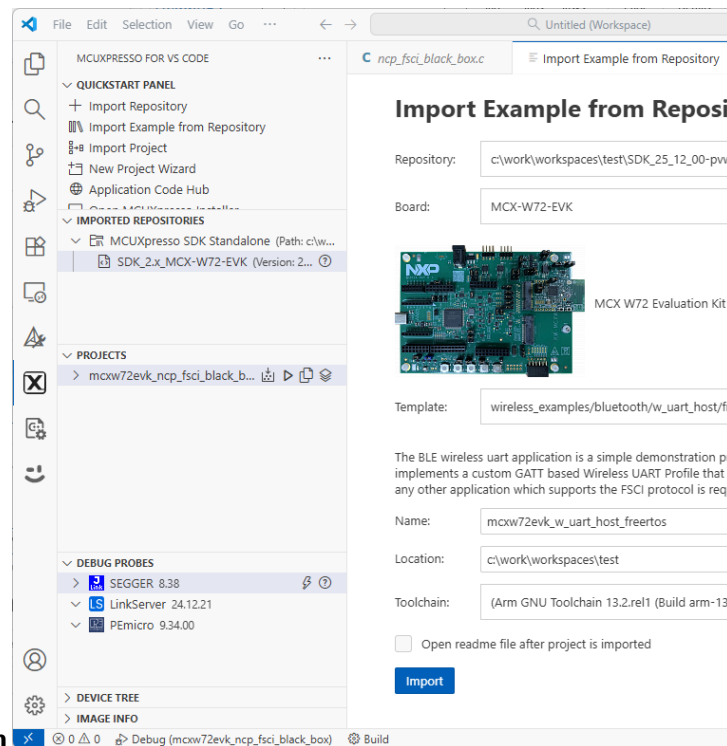 File Edit Selection View Go ··· ← → Untitled (Workspace)
MCUXPRESSO FOR VS CODE ···
QUICKSTART PANEL
Import Repository
Import Example from Repository
Import Project
New Project Wizard
Application Code Hub
Open MCUXpresso Installer
IMPORTED REPOSITORIES
MCUXpresso SDK Standalone (Path: c:\w...
SDK_2.x_MCX-W72-EVK (Version: 2...
PROJECTS
mcxw72evk_ncp_fsci_black_b...
DEBUG PROBES
SEGGER 8.38
LinkServer 24.12.21
PEmicro 9.34.00
DEVICE TREE
IMAGE INFO
C ncp_fsci_black_box.c
Import Example from Repository
Import Example from Reposi
Repository: c:\work\workspaces\test\SDK_25_12_00-pvw
Board: MCX-W72-EVK
NXP
MCX W72 Evaluation Kit
Template: wireless_examples/bluetooth/w_uart_host/f
The BLE wireless uart application is a simple demonstration p
implements a custom GATT based Wireless UART Profile that
any other application which supports the FSCI protocol is req
Name: mcxw72evk_w_uart_host_freertos
Location: c:\work\workspaces\test
Toolchain: (Arm GNU Toolchain 13.2.rel1 (Build arm-13
Open readme file after project is imported
Import
0 0 Debug (mcxw72evk_ncp_fsci_black_box) Build